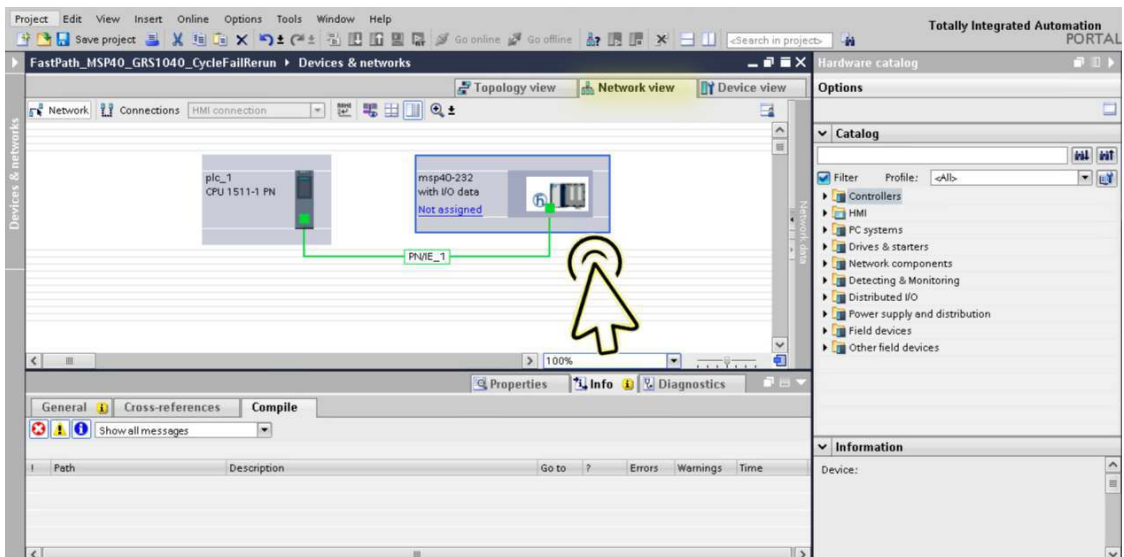 Project Edit View Insert Online Options Tools Window Help
Totally Integrated Automation
PORTAL
Save project Go online Go offline <Search in project>
FastPath_MSP40_GRS1040_CycleFailRerun ▸ Devices & networks
Hardware catalog
Topology view Network view Device view
Options
Network Connections HMI connection
Devices & networks
Catalog
plc_1
CPU 1511-1 PN
msp40-232
with I/O data
Not assigned
PN/IE_1
Network data
Filter Profile: <All>
Controllers
HMI
PC systems
Drives & starters
Network components
Detecting & Monitoring
Distributed I/O
Power supply and distribution
Field devices
Other field devices
100%
Properties Info Diagnostics
General Cross-references Compile
Show all messages
! Path Description Go to ? Errors Warnings Time
Information
Device: